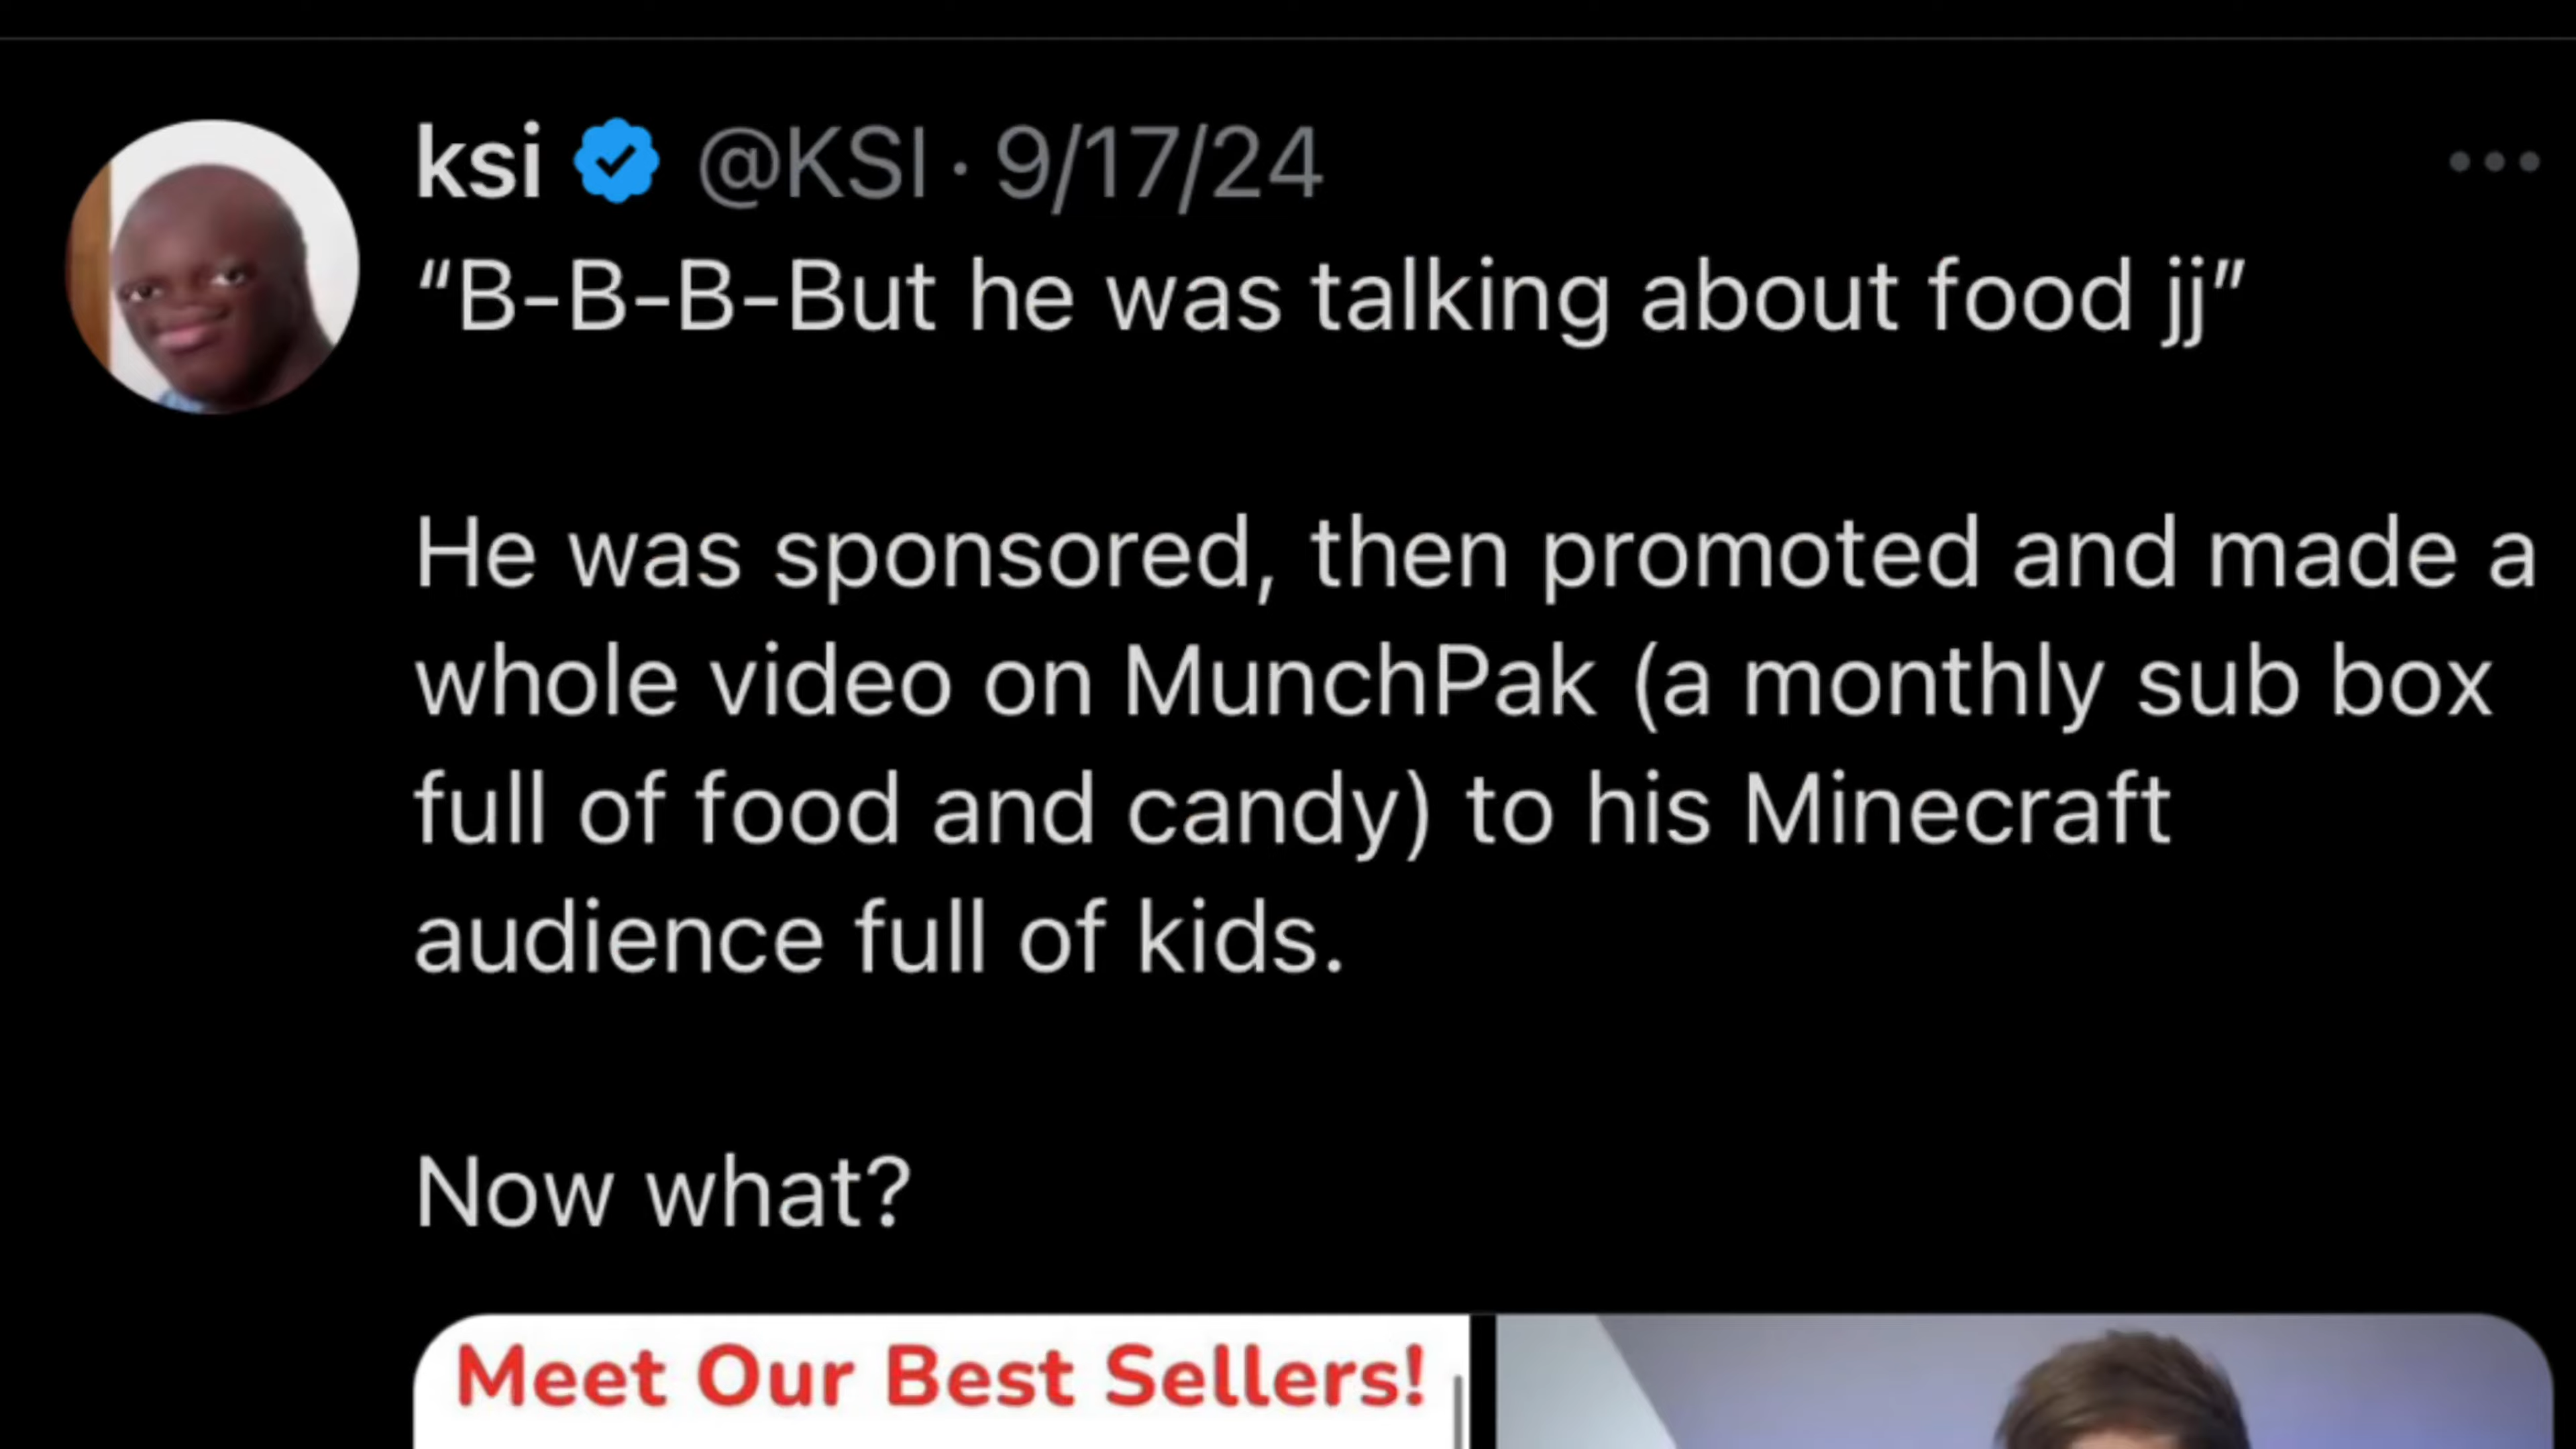 ksi @KSI · 9/17/24
“B-B-B-But he was talking about food jj”
He was sponsored, then promoted and made a
whole video on MunchPak (a monthly sub box
full of food and candy) to his Minecraft
audience full of kids.
Now what?
Meet Our Best Sellers!